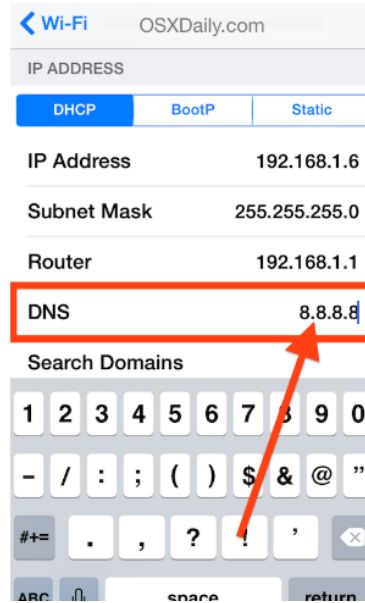 Wi-Fi OSXDaily.com
IP ADDRESS
DHCP BootP Static
IP Address 192.168.1.6
Subnet Mask 255.255.255.0
Router 192.168.1.1
DNS 8.8.8.8
Search Domains
1 2 3 4 5 6 7 8 9 0
- / : ; ( ) $ & @ ”
#+= . , ? ! ’
ABC space return